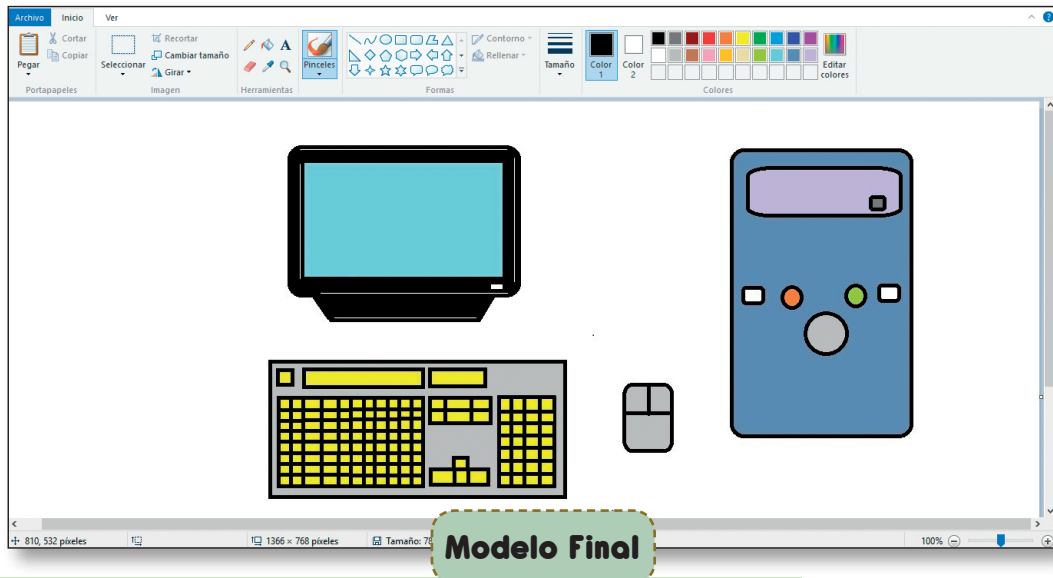 Archivo Inicio Ver
Pegar
Cortar
Copiar
Portapapeles
Seleccionar
Recortar
Cambiar tamaño
Girar
Imagen
A
Herramientas
Pinceles
Contorno
Rellenar
Formas
Tamaño
Color
1
Color
2
Editar
colores
Colores
810, 532 píxeles
1366 × 768 píxeles
Tamaño:
100%
Modelo Final